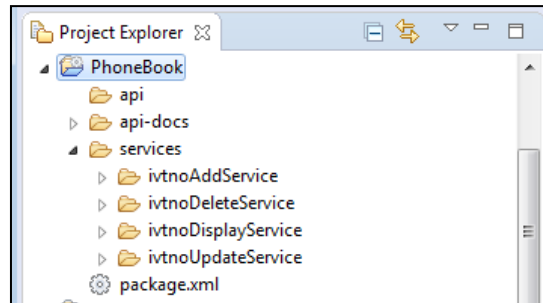 Project Explorer
PhoneBook
api
api-docs
services
ivtnoAddService
ivtnoDeleteService
ivtnoDisplayService
ivtnoUpdateService
package.xml